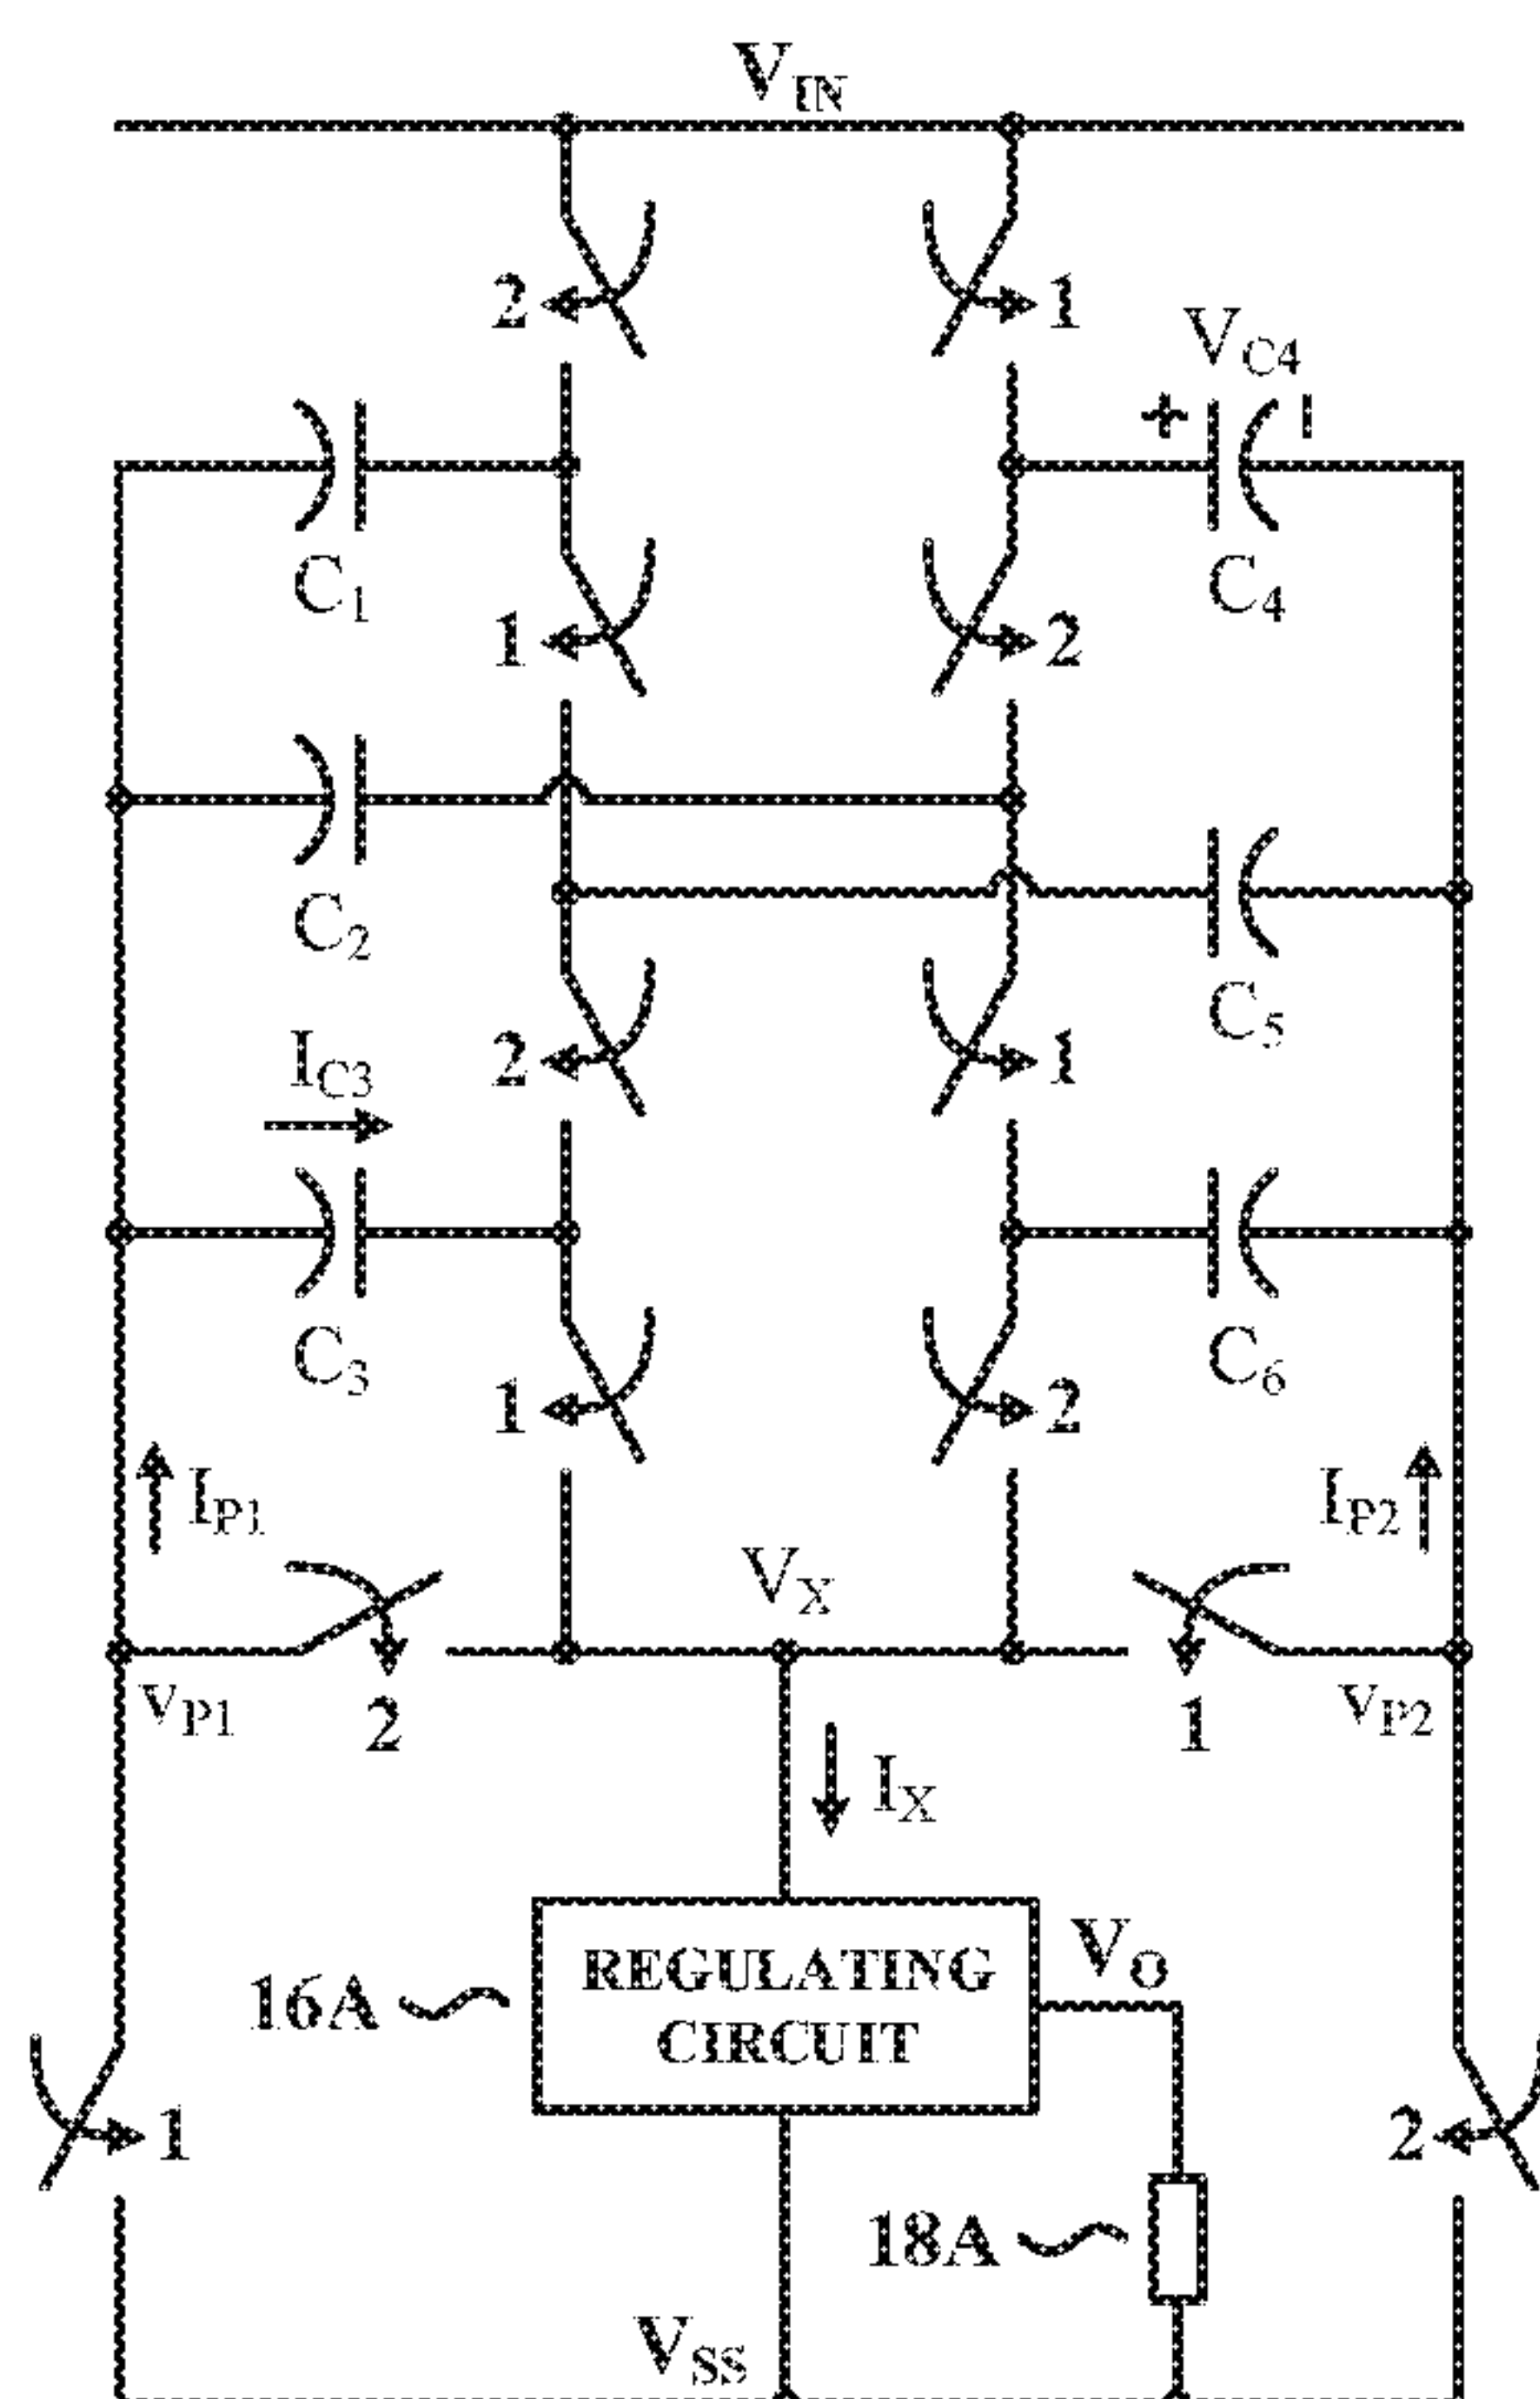 V_IN
2 1
V_C4
+ −
C_1 C_4
1 2
C_2 C_5
2 1
I_C3
C_3 C_6
1 2
I_P1 I_P2
V_X
V_P1 V_P2
2 1
I_X
16A REGULATING V_O
CIRCUIT
1 2
18A
V_SS